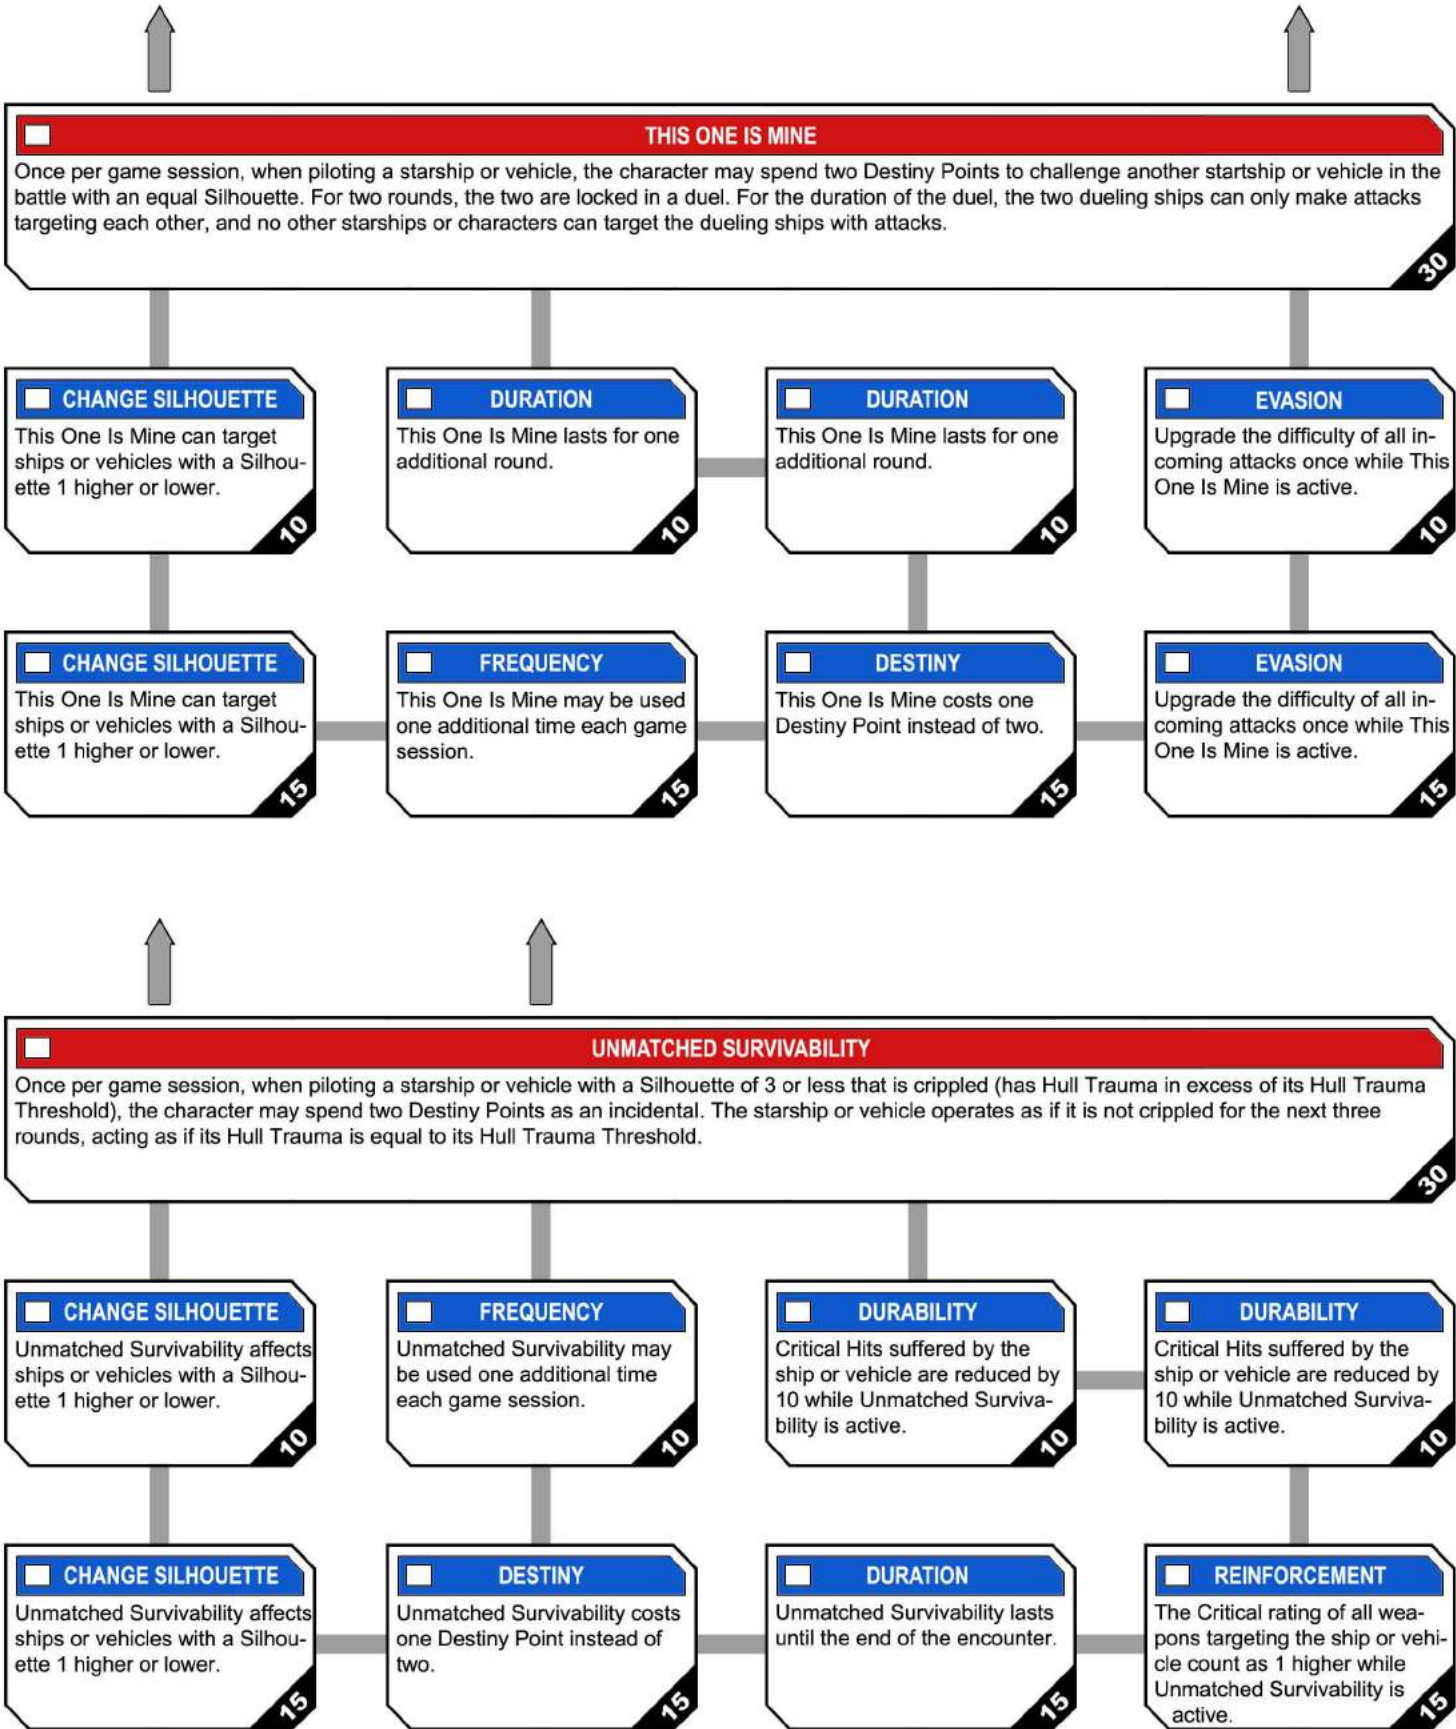 THIS ONE IS MINE
Once per game session, when piloting a starship or vehicle, the character may spend two Destiny Points to challenge another startship or vehicle in the
battle with an equal Silhouette. For two rounds, the two are locked in a duel. For the duration of the duel, the two dueling ships can only make attacks
targeting each other, and no other starships or characters can target the dueling ships with attacks.
30
CHANGE SILHOUETTE
This One Is Mine can target
ships or vehicles with a Silhou-
ette 1 higher or lower.
10
DURATION
This One Is Mine lasts for one
additional round.
10
DURATION
This One Is Mine lasts for one
additional round.
10
EVASION
Upgrade the difficulty of all in-
coming attacks once while This
One Is Mine is active.
10
CHANGE SILHOUETTE
This One Is Mine can target
ships or vehicles with a Silhou-
ette 1 higher or lower.
15
FREQUENCY
This One Is Mine may be used
one additional time each game
session.
15
DESTINY
This One Is Mine costs one
Destiny Point instead of two.
15
EVASION
Upgrade the difficulty of all in-
coming attacks once while This
One Is Mine is active.
15
UNMATCHED SURVIVABILITY
Once per game session, when piloting a starship or vehicle with a Silhouette of 3 or less that is crippled (has Hull Trauma in excess of its Hull Trauma
Threshold), the character may spend two Destiny Points as an incidental. The starship or vehicle operates as if it is not crippled for the next three
rounds, acting as if its Hull Trauma is equal to its Hull Trauma Threshold.
30
CHANGE SILHOUETTE
Unmatched Survivability affects
ships or vehicles with a Silhou-
ette 1 higher or lower.
10
FREQUENCY
Unmatched Survivability may
be used one additional time
each game session.
10
DURABILITY
Critical Hits suffered by the
ship or vehicle are reduced by
10 while Unmatched Surviva-
bility is active.
10
DURABILITY
Critical Hits suffered by the
ship or vehicle are reduced by
10 while Unmatched Surviva-
bility is active.
10
CHANGE SILHOUETTE
Unmatched Survivability affects
ships or vehicles with a Silhou-
ette 1 higher or lower.
15
DESTINY
Unmatched Survivability costs
one Destiny Point instead of
two.
15
DURATION
Unmatched Survivability lasts
until the end of the encounter.
15
REINFORCEMENT
The Critical rating of all wea-
pons targeting the ship or vehi-
cle count as 1 higher while
Unmatched Survivability is
active.
15